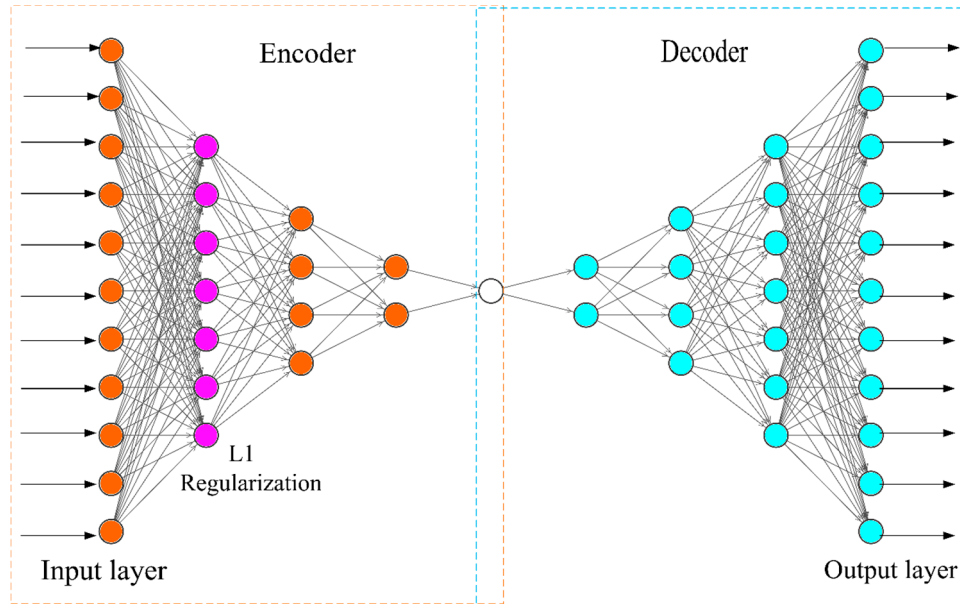 Encoder
Decoder
L1
Regularization
Input layer
Output layer